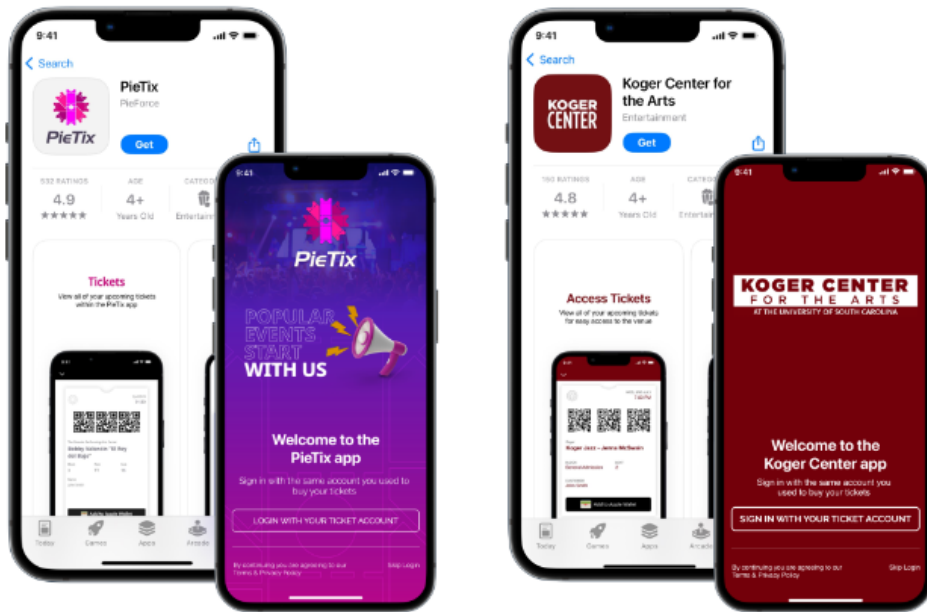 9:41
Search
PieTix
PieForce
PieTix
Get
532 RATINGS
AGE
4.9
4+
★★★★★
Years Old
Tickets
View all of your upcoming tickets
within the PieTix app
Today
Games
Apps
Arcade
9:41
PieTix
POPULAR
EVENTS
START
WITH US
Welcome to the
PieTix app
Sign in with the same account you used to
buy your tickets
LOGIN WITH YOUR TICKET ACCOUNT
By continuing you are agreeing to our
Terms & Privacy Policy
Skip Login
9:41
Search
KOGER
CENTER
Koger Center for
the Arts
Entertainment
Get
AGE
4.8
4+
★★★★★
Years Old
Access Tickets
View all of your upcoming tickets
for easy access to the venue
Koger Jazz – Jenna McSwain
Today
Games
Apps
9:41
KOGER CENTER
FOR THE ARTS
AT THE UNIVERSITY OF SOUTH CAROLINA
Welcome to the
Koger Center app
Sign in with the same account you
used to buy your tickets
SIGN IN WITH YOUR TICKET ACCOUNT
By continuing you are agreeing to our
Terms & Privacy Policy
Skip Login